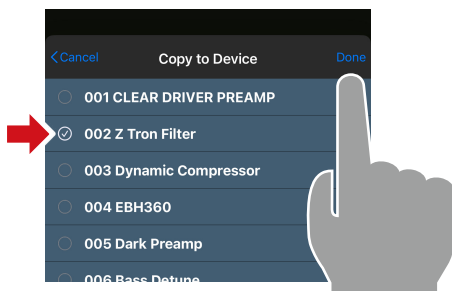 Cancel Copy to Device Done
001 CLEAR DRIVER PREAMP
002 Z Tron Filter
003 Dynamic Compressor
004 EBH360
005 Dark Preamp
006 Bass Detune